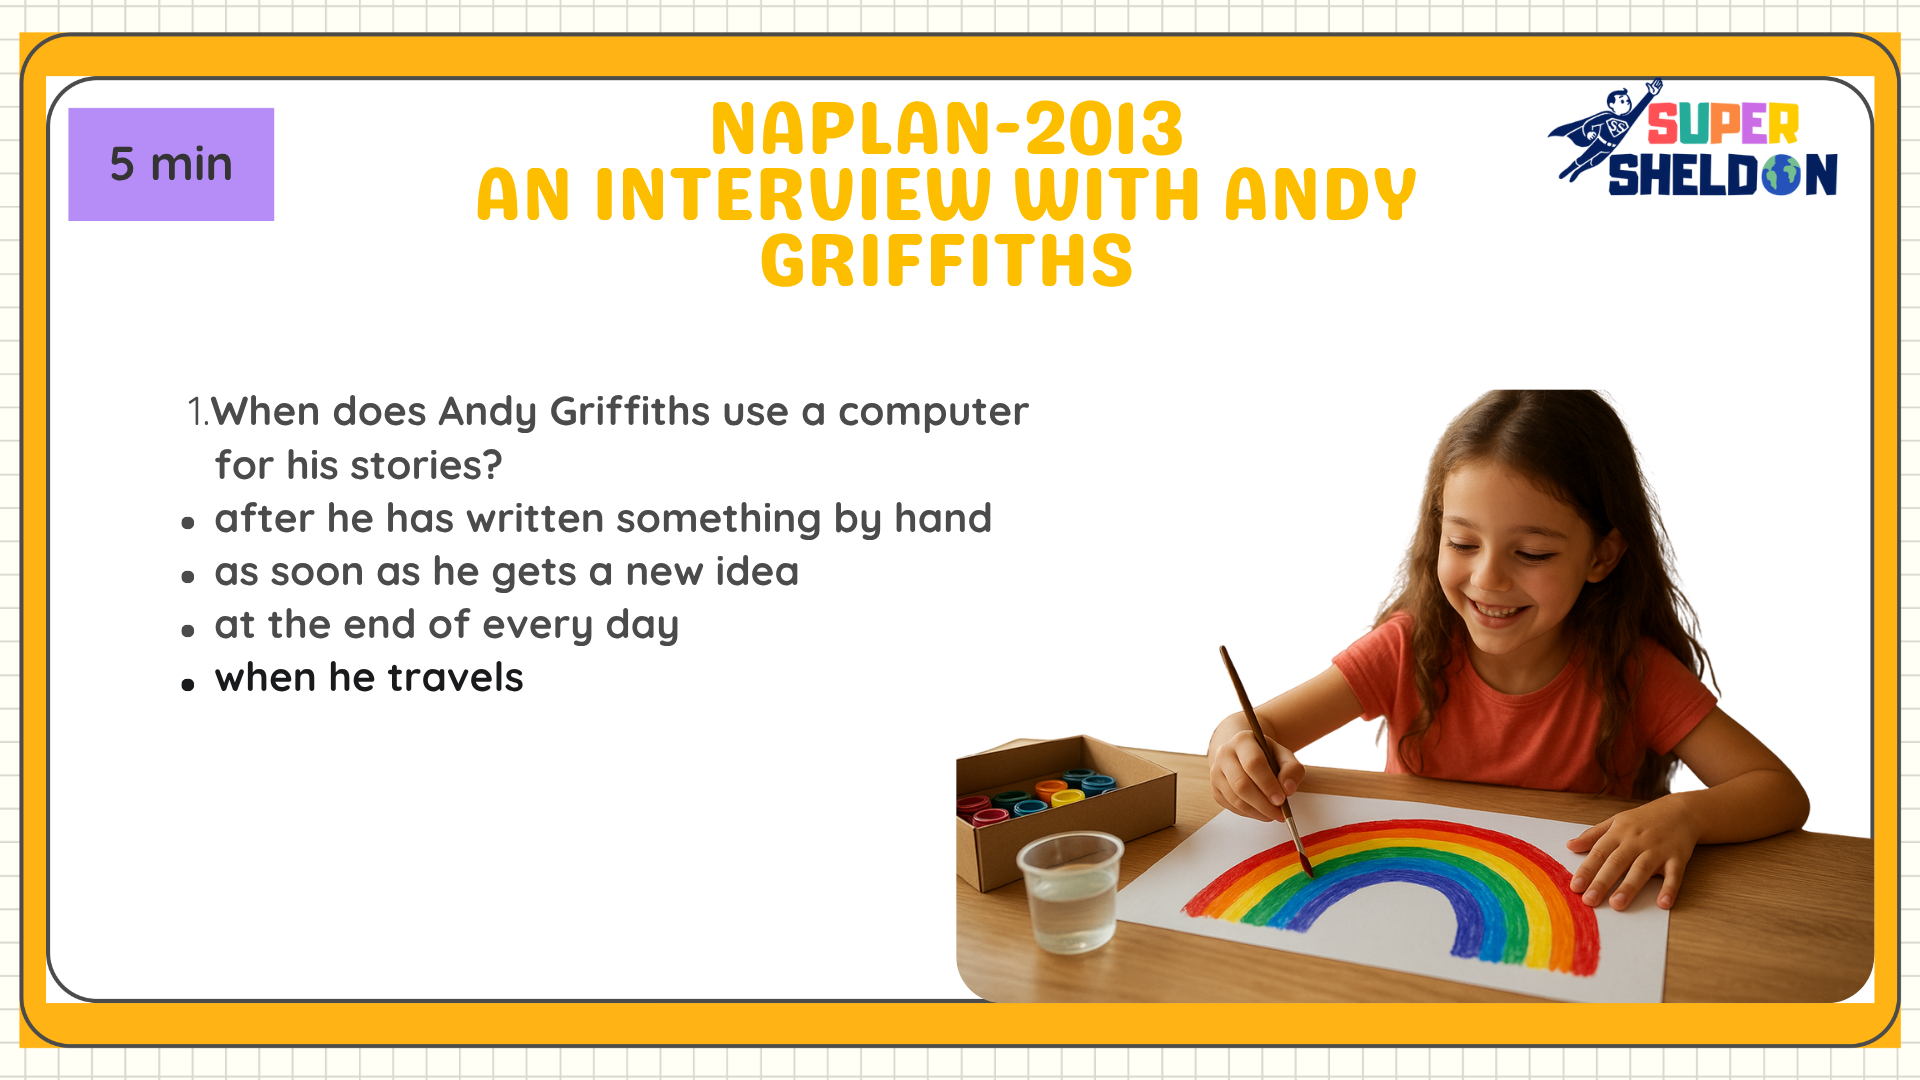 5 min
NAPLAN-2013
AN INTERVIEW WITH ANDY
GRIFFITHS
SS
SUPER
SHELDON
1.When does Andy Griffiths use a computer
for his stories?
• after he has written something by hand
• as soon as he gets a new idea
• at the end of every day
• when he travels